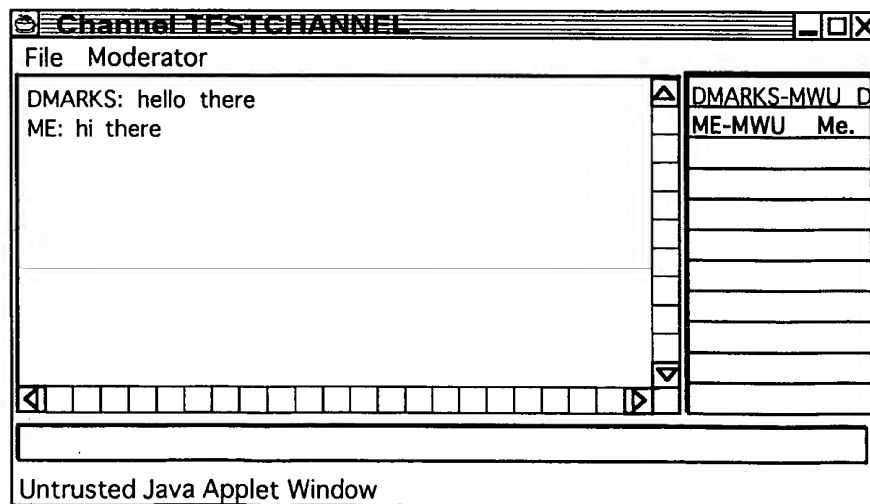 Channel TESTCHANNEL
File Moderator
DMARKS: hello there
ME: hi there
DMARKS-MWU D
ME-MWU Me.
Untrusted Java Applet Window